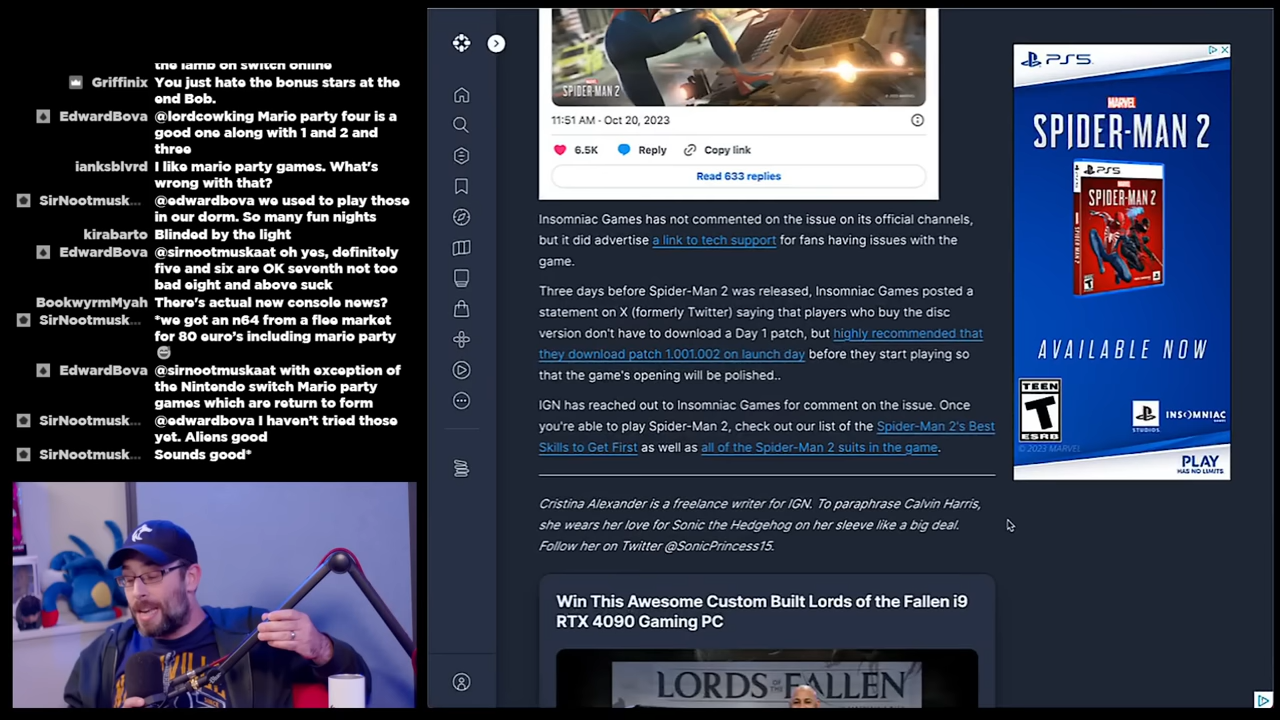 the lamb on switch online
Griffinix You just hate the bonus stars at the
end Bob.
EdwardBova @lordcowking Mario party four is a
good one along with 1 and 2 and
three
ianksblvrd I like mario party games. What's
wrong with that?
SirNootmusk... @edwardbova we used to play those
in our dorm. So many fun nights
kirabarto Blinded by the light
EdwardBova @sirnootmuskaat oh yes, definitely
five and six are OK seventh not too
bad eight and above suck
BookwyrmMyah There's actual new console news?
SirNootmusk... *we got an n64 from a flee market
for 80 euro's including mario party
EdwardBova @sirnootmuskaat with exception of
the Nintendo switch Mario party
games which are return to form
SirNootmusk... @edwardbova I haven't tried those
yet. Aliens good
SirNootmusk... Sounds good*
MARVEL
SPIDER-MAN 2
11:51 AM · Oct 20, 2023
6.5K Reply Copy link
Read 633 replies
Insomniac Games has not commented on the issue on its official channels,
but it did advertise a link to tech support for fans having issues with the
game.
Three days before Spider-Man 2 was released, Insomniac Games posted a
statement on X (formerly Twitter) saying that players who buy the disc
version don't have to download a Day 1 patch, but highly recommended that
they download patch 1.001.002 on launch day before they start playing so
that the game's opening will be polished..
IGN has reached out to Insomniac Games for comment on the issue. Once
you're able to play Spider-Man 2, check out our list of the Spider-Man 2's Best
Skills to Get First as well as all of the Spider-Man 2 suits in the game.
Cristina Alexander is a freelance writer for IGN. To paraphrase Calvin Harris,
she wears her love for Sonic the Hedgehog on her sleeve like a big deal.
Follow her on Twitter @SonicPrincess15.
Win This Awesome Custom Built Lords of the Fallen i9
RTX 4090 Gaming PC
LORDS OF THE FALLEN
PS5
MARVEL
SPIDER-MAN 2
PS5
MARVEL
SPIDER-MAN 2
AVAILABLE NOW
TEEN
T
ESRB
STUDIOS
INSOMNIAC
© 2023 MARVEL
PLAY
HAS NO LIMITS